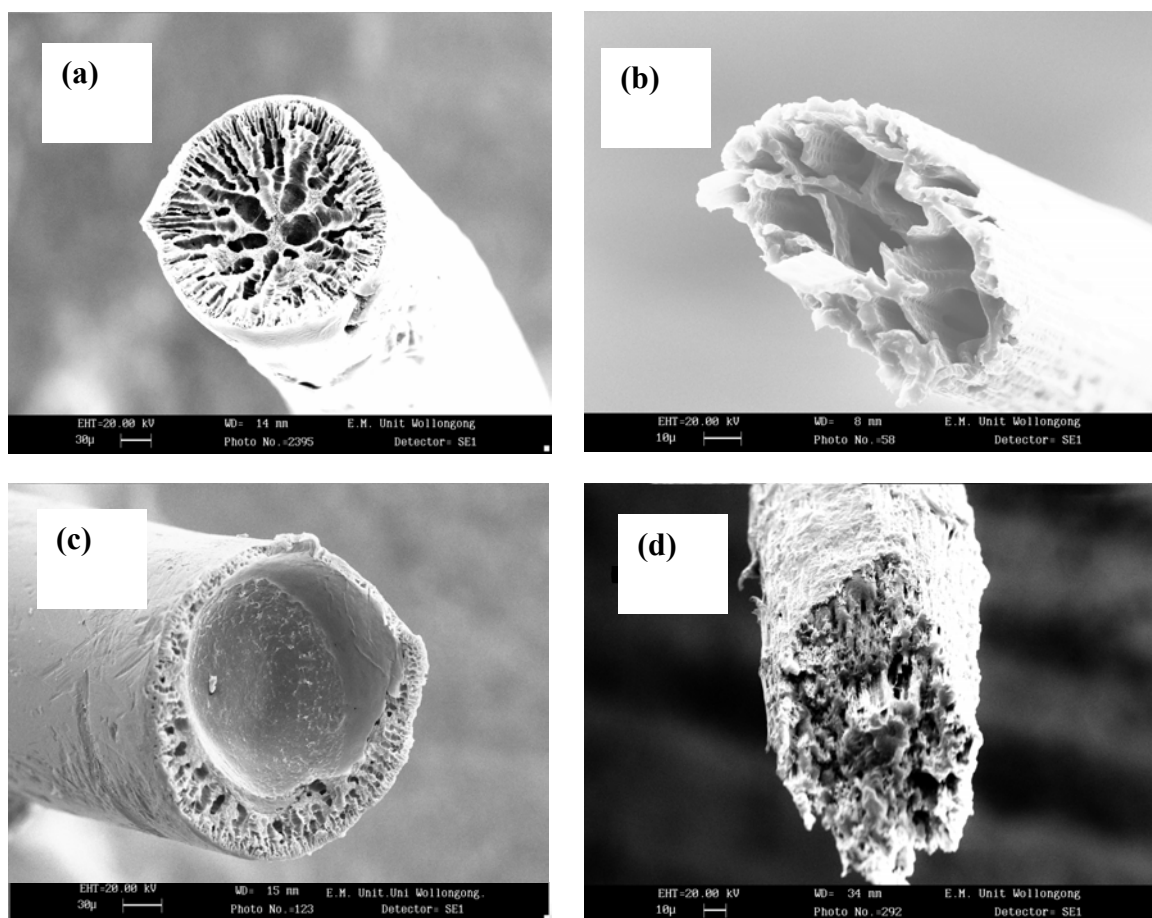 (a)
EHT=20.00 kV WD= 14 mm E.M. Unit Wollongong
30µ Photo No.=2395 Detector= SE1
(b)
EHT=20.00 kV WD= 8 mm E.M. Unit Wollongong
10µ Photo No.=58 Detector= SE1
(c)
EHT=20.00 kV WD= 15 mm E.M. Unit.Uni Wollongong.
30µ Photo No.=123 Detector= SE1
(d)
EHT=20.00 kV WD= 34 mm E.M. Unit Wollongong
10µ Photo No.=292 Detector= SE1